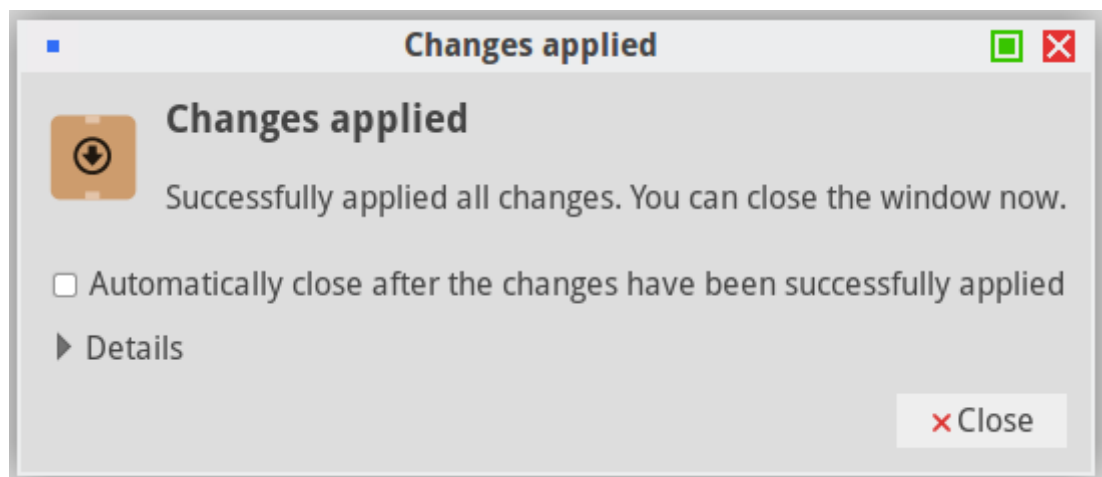 Changes applied
Changes applied
Successfully applied all changes. You can close the window now.
Automatically close after the changes have been successfully applied
Details
Close